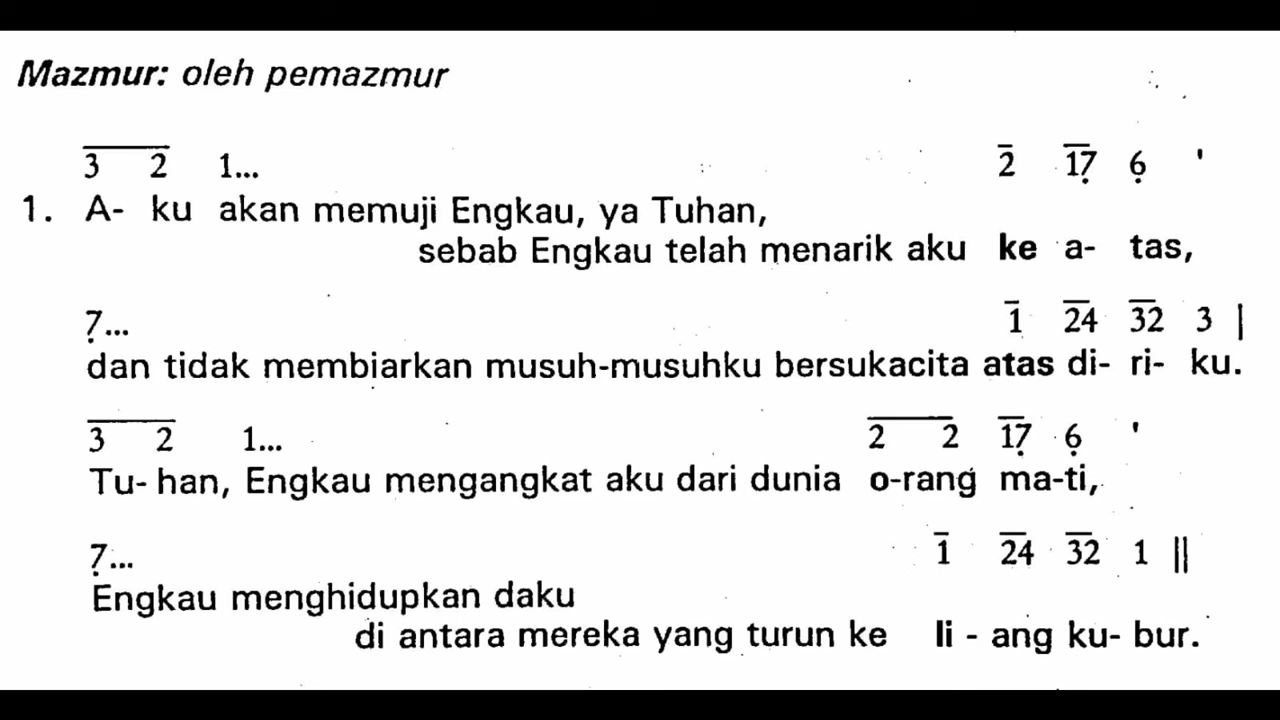 Mazmur: oleh pemazmur
3 2 1... 2 17̣ 6̣ '
1. A- ku akan memuji Engkau, ya Tuhan,
sebab Engkau telah menarik aku ke a- tas,
7̣... 1 24 32 3 |
dan tidak membiarkan musuh-musuhku bersukacita atas di- ri- ku.
3 2 1... 2 2 17̣ 6̣ '
Tu- han, Engkau mengangkat aku dari dunia o-rang ma-ti,
7̣... 1 24 32 1 ||
Engkau menghidupkan daku
di antara mereka yang turun ke li - ang ku- bur.